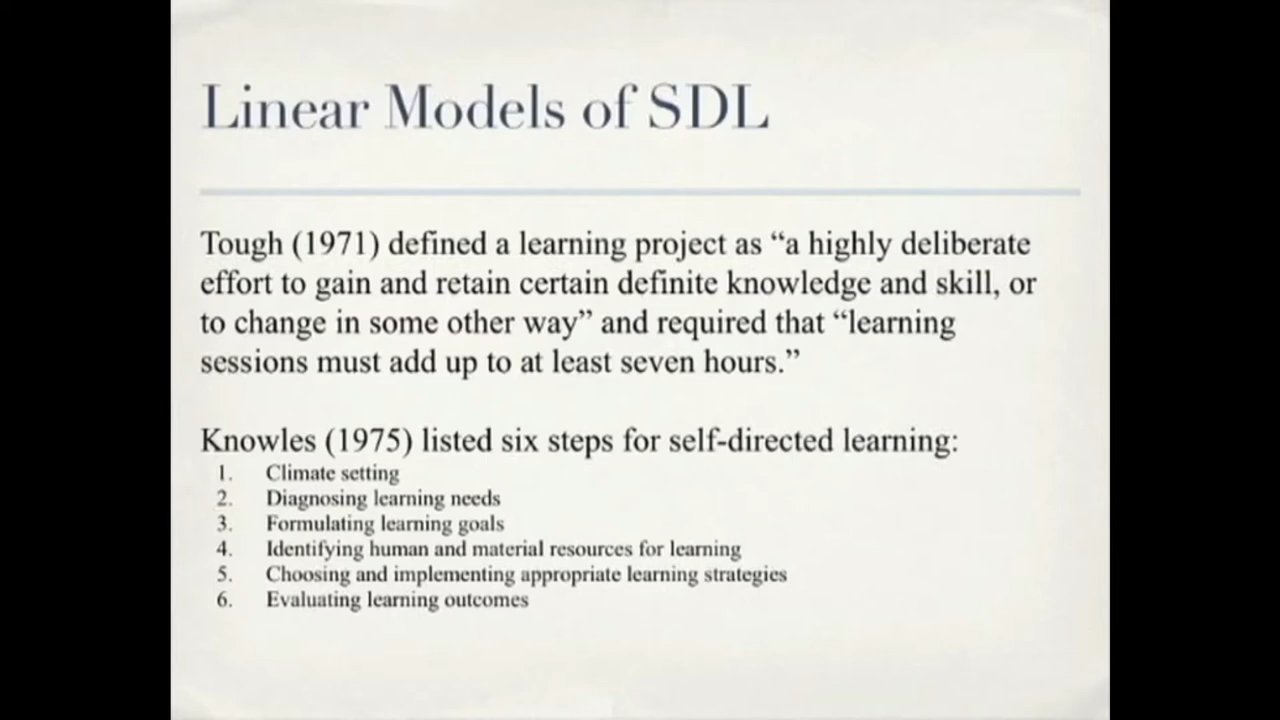 Linear Models of SDL
Tough (1971) defined a learning project as “a highly deliberate
effort to gain and retain certain definite knowledge and skill, or
to change in some other way” and required that “learning
sessions must add up to at least seven hours.”
Knowles (1975) listed six steps for self-directed learning:
1. Climate setting
2. Diagnosing learning needs
3. Formulating learning goals
4. Identifying human and material resources for learning
5. Choosing and implementing appropriate learning strategies
6. Evaluating learning outcomes